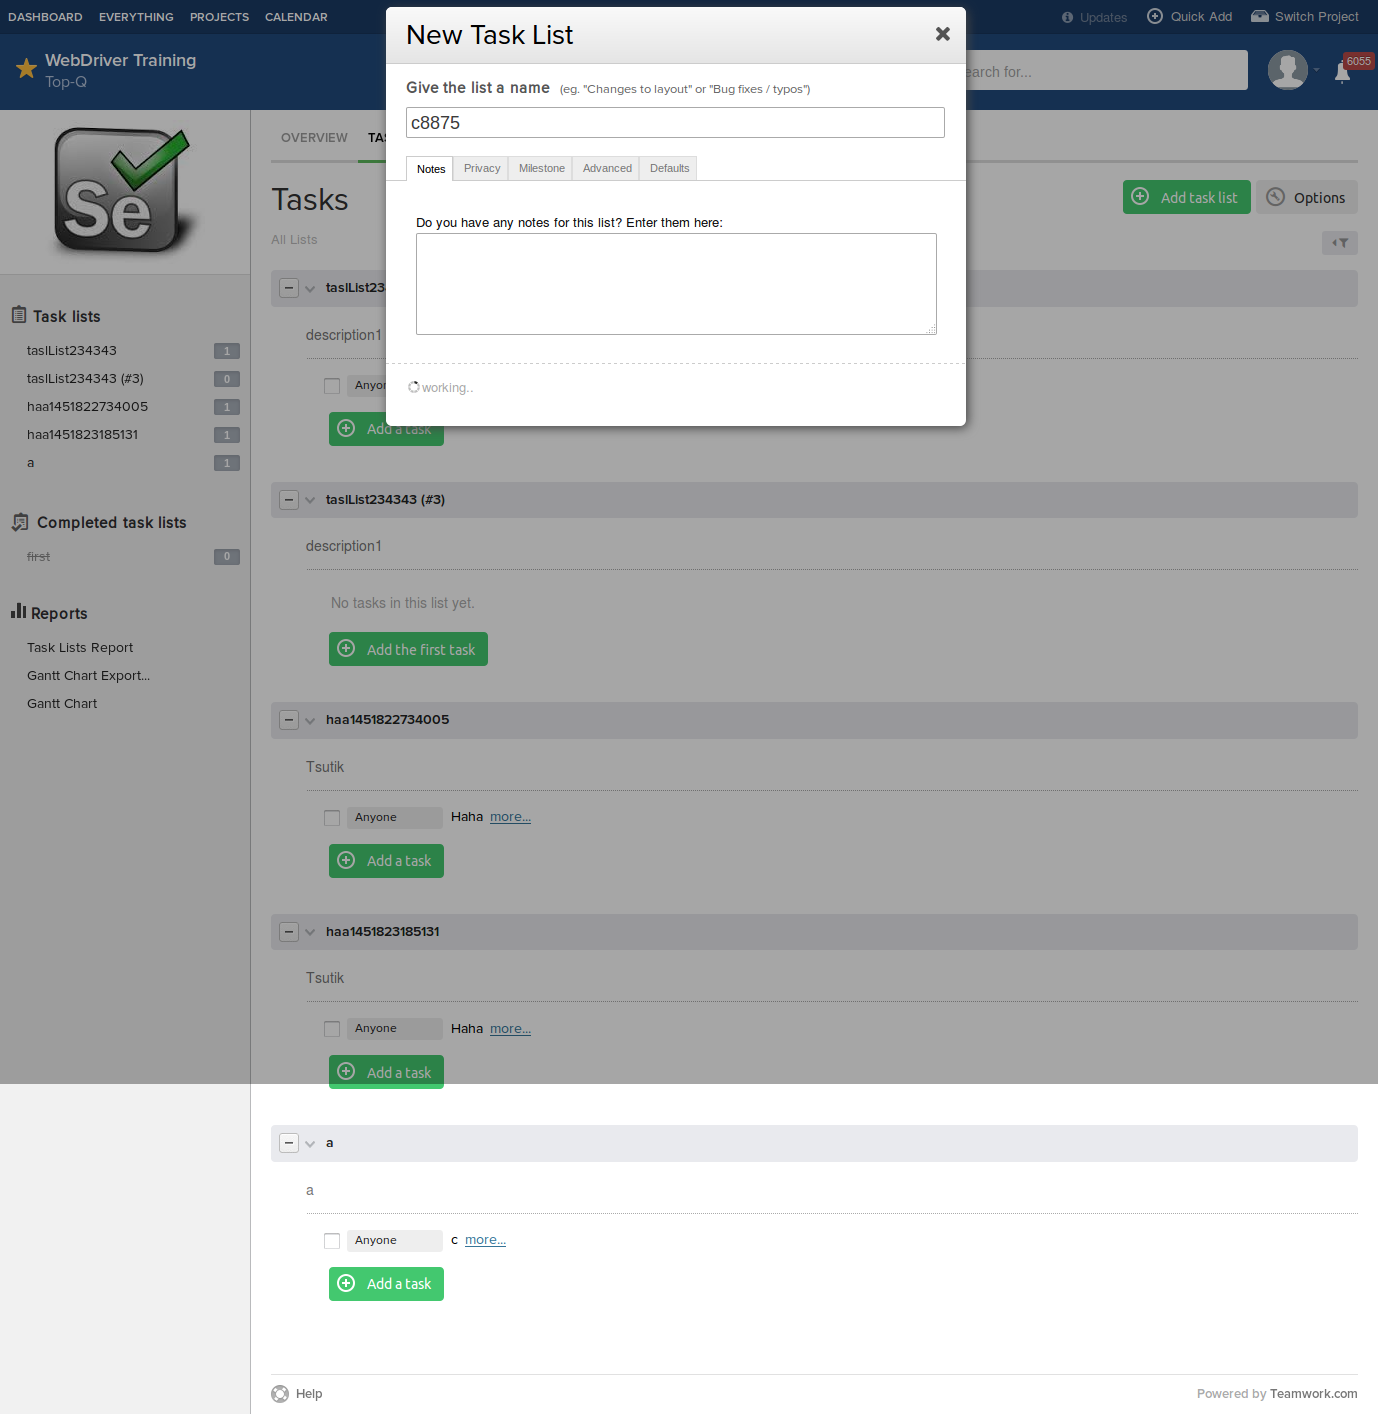 DASHBOARD EVERYTHING PROJECTS CALENDAR
Updates Quick Add Switch Project
WebDriver Training
Top-Q
earch for...
6055
New Task List
Give the list a name (eg. "Changes to layout" or "Bug fixes / typos")
c8875
Notes Privacy Milestone Advanced Defaults
Do you have any notes for this list? Enter them here:
working..
Se
Task lists
taslList234343 1
taslList234343 (#3) 0
haa1451822734005 1
haa1451823185131 1
a 1
Completed task lists
first 0
Reports
Task Lists Report
Gantt Chart Export...
Gantt Chart
OVERVIEW TAS
Tasks
Add task list Options
All Lists
taslList23
description1
Anyo
Add a task
taslList234343 (#3)
description1
No tasks in this list yet.
Add the first task
haa1451822734005
Tsutik
Anyone Haha more...
Add a task
haa1451823185131
Tsutik
Anyone Haha more...
Add a task
a
a
Anyone c more...
Add a task
Help
Powered by Teamwork.com